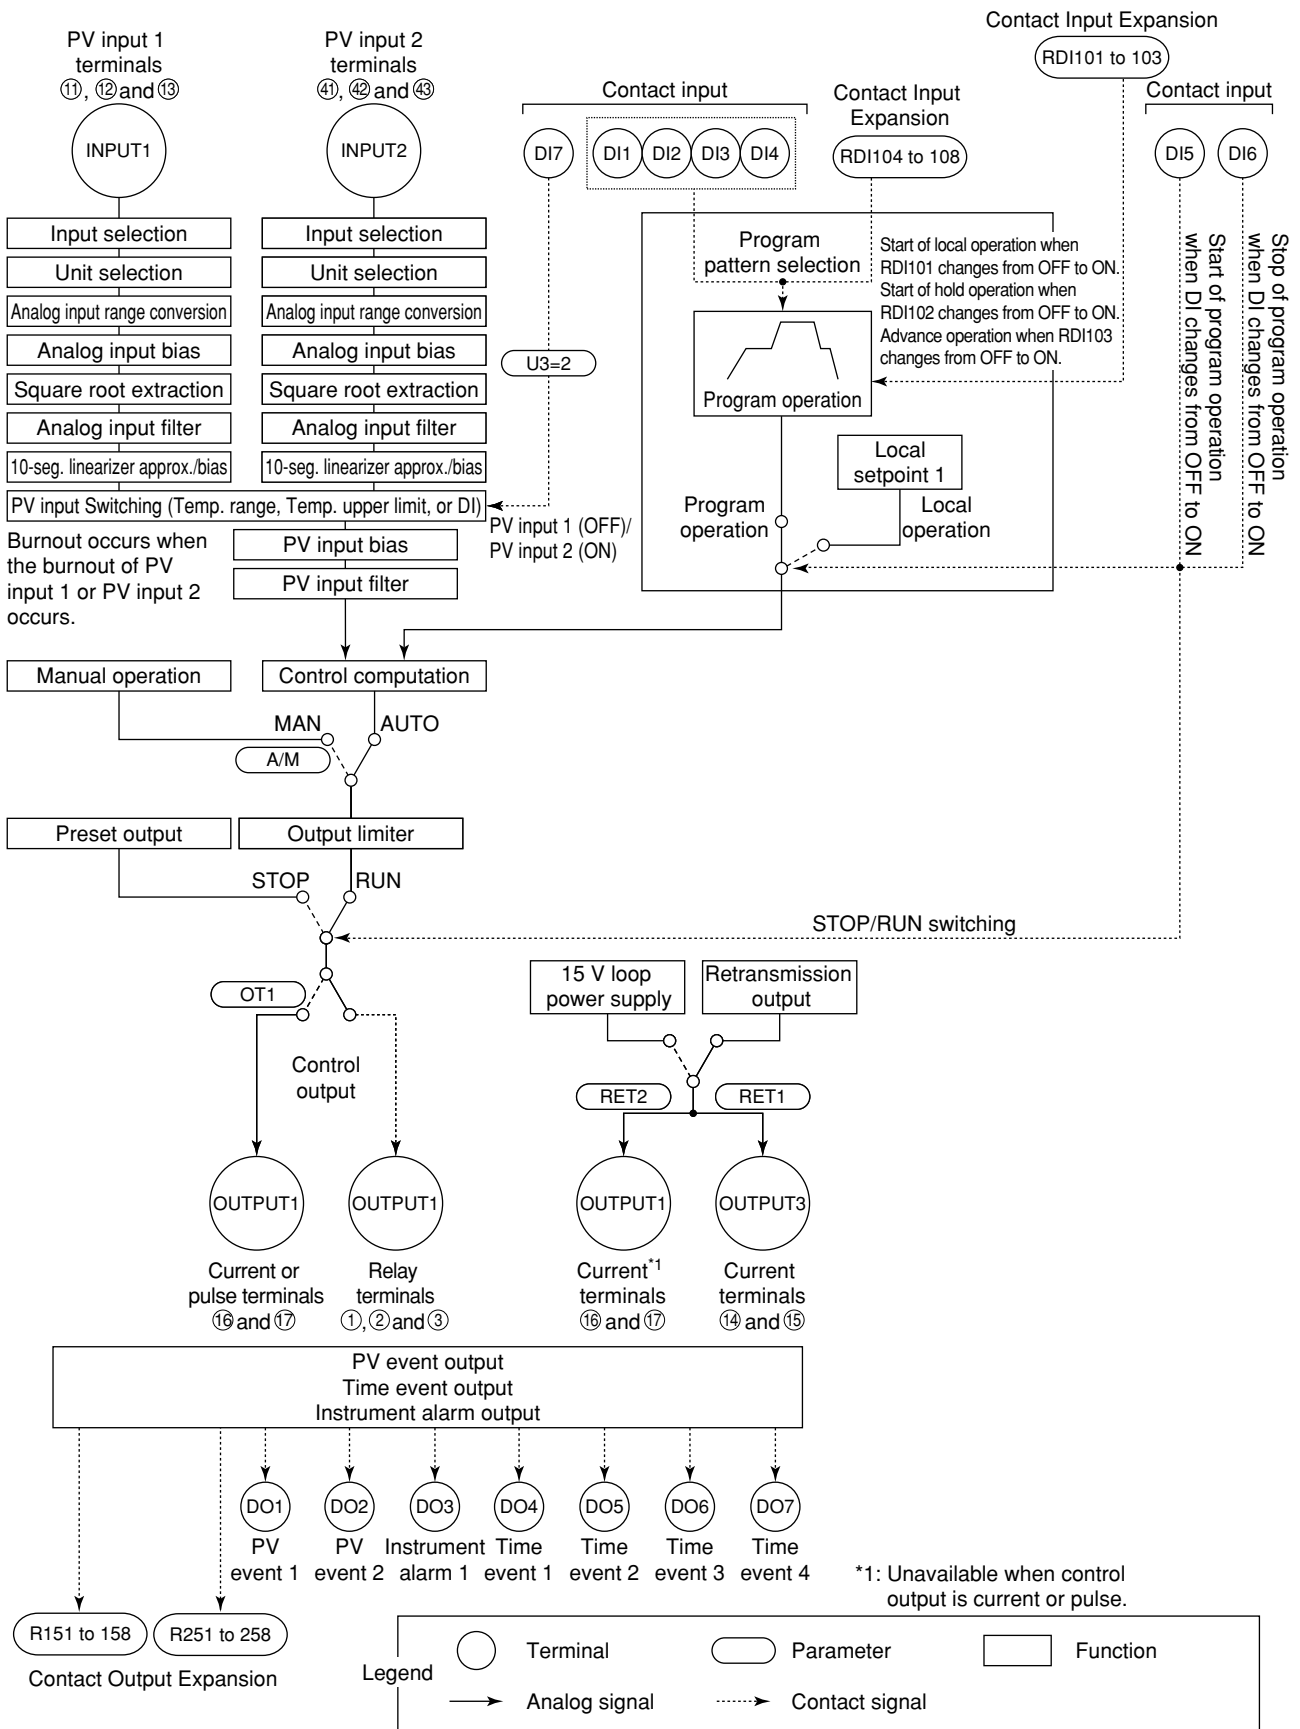 Contact Input Expansion
RDI101 to 103
PV input 1
terminals
⑪, ⑫ and ⑬
PV input 2
terminals
㊶, ㊷ and ㊸
Contact input
Contact Input
Expansion
Contact input
INPUT1
INPUT2
DI7
DI1
DI2
DI3
DI4
RDI104 to 108
DI5
DI6
Input selection
Unit selection
Analog input range conversion
Analog input bias
Square root extraction
Analog input filter
10-seg. linearizer approx./bias
Input selection
Unit selection
Analog input range conversion
Analog input bias
Square root extraction
Analog input filter
10-seg. linearizer approx./bias
U3=2
Program
pattern selection
Start of local operation when
RDI101 changes from OFF to ON.
Start of hold operation when
RDI102 changes from OFF to ON.
Advance operation when RDI103
changes from OFF to ON.
Program operation
Start of program operation
when DI changes from OFF to ON
Stop of program operation
when DI changes from OFF to ON
Local
setpoint 1
Program
operation
Local
operation
PV input Switching (Temp. range, Temp. upper limit, or DI)
PV input 1 (OFF)/
PV input 2 (ON)
Burnout occurs when
the burnout of PV
input 1 or PV input 2
occurs.
PV input bias
PV input filter
Manual operation
Control computation
MAN
AUTO
A/M
Preset output
Output limiter
STOP
RUN
STOP/RUN switching
OT1
Control
output
15 V loop
power supply
Retransmission
output
RET2
RET1
OUTPUT1
OUTPUT1
OUTPUT1
OUTPUT3
Current or
pulse terminals
⑯ and ⑰
Relay
terminals
①, ② and ③
Current*1
terminals
⑯ and ⑰
Current
terminals
⑭ and ⑮
PV event output
Time event output
Instrument alarm output
DO1
DO2
DO3
DO4
DO5
DO6
DO7
PV
event 1
PV
event 2
Instrument
alarm 1
Time
event 1
Time
event 2
Time
event 3
Time
event 4
*1: Unavailable when control
output is current or pulse.
R151 to 158
R251 to 258
Contact Output Expansion
Legend
Terminal
Parameter
Function
Analog signal
Contact signal